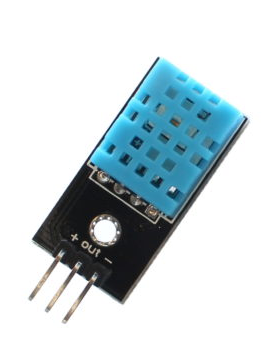 + out -